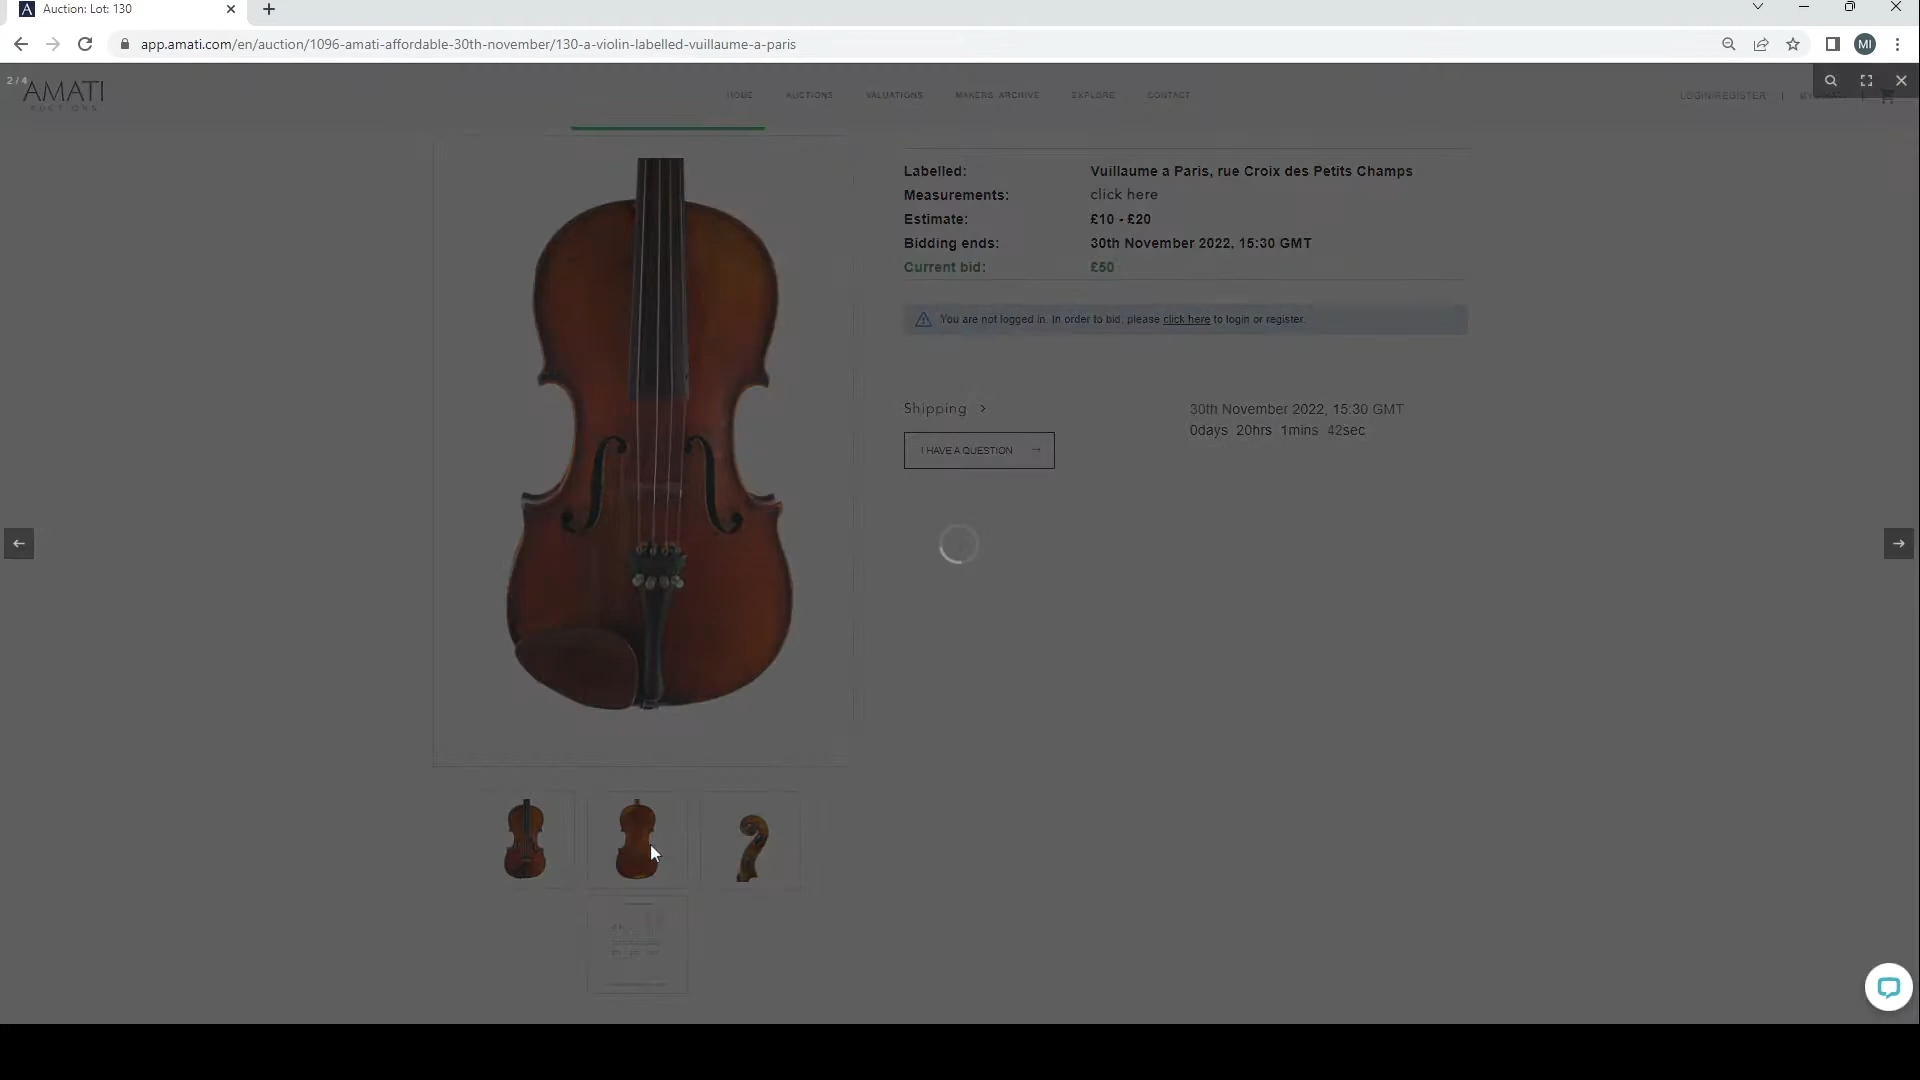 Auction: Lot: 130
app.amati.com/en/auction/1096-amati-affordable-30th-november/130-a-violin-labelled-vuillaume-a-paris
MI
2 / 4
AMATI
AUCTIONS
HOME
AUCTIONS
VALUATIONS
MAKERS ARCHIVE
EXPLORE
CONTACT
LOGIN/REGISTER
Labelled: Vuillaume a Paris, rue Croix des Petits Champs
Measurements: click here
Estimate: £10 - £20
Bidding ends: 30th November 2022, 15:30 GMT
Current bid: £50
You are not logged in. In order to bid, please click here to login or register.
Shipping >
30th November 2022, 15:30 GMT
0days 20hrs 1mins 42sec
I HAVE A QUESTION →